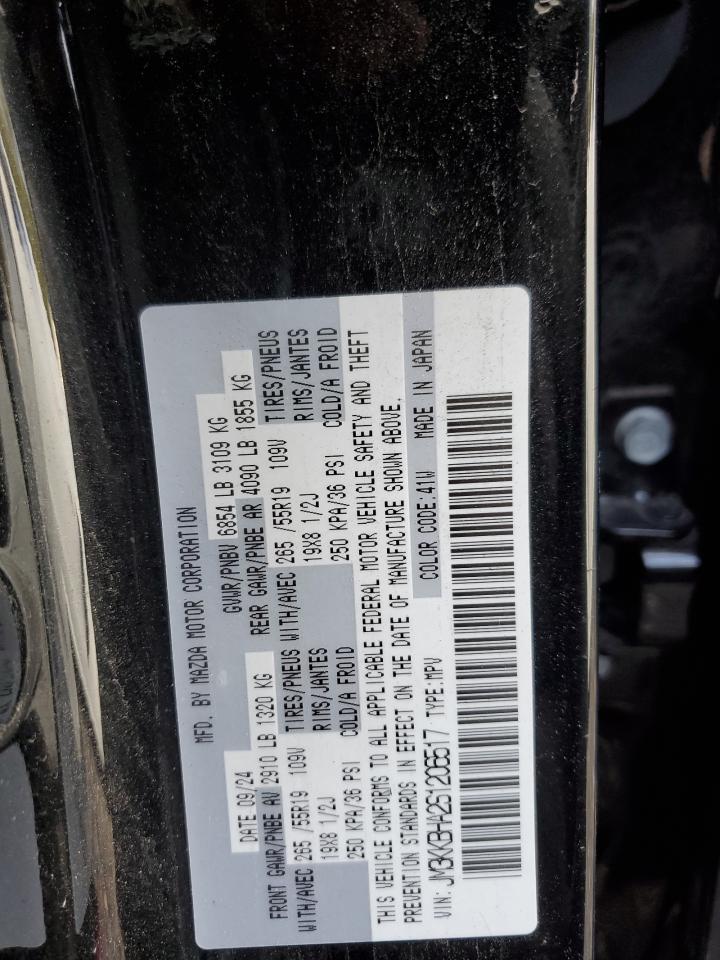 MFD. BY MAZDA MOTOR CORPORATION
DATE 09/24 GVWR/PNBV 6854 LB 3109 KG
FRONT GAWR/PNBE AV 2910 LB 1320 KG REAR GAWR/PNBE AR 4090 LB 1855 KG
WITH/AVEC 265 /55R19 109V TIRES/PNEUS WITH/AVEC 265 /55R19 109V TIRES/PNEUS
19X8 1/2J RIMS/JANTES 19X8 1/2J RIMS/JANTES
250 KPA/36 PSI COLD/A FROID 250 KPA/36 PSI COLD/A FROID
THIS VEHICLE CONFORMS TO ALL APPLICABLE FEDERAL MOTOR VEHICLE SAFETY AND THEFT
PREVENTION STANDARDS IN EFFECT ON THE DATE OF MANUFACTURE SHOWN ABOVE.
VIN: JM3KKBHA2S1206517 TYPE:MPV COLOR CODE.41W MADE IN JAPAN